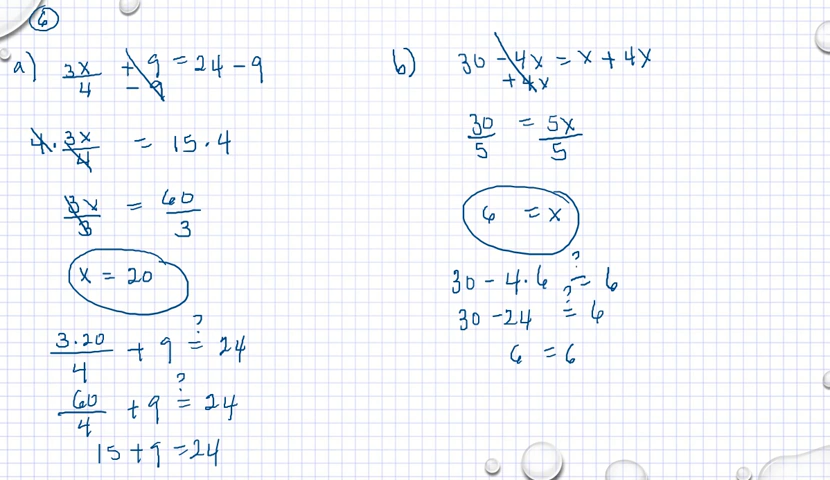 6
a) 3x/4 + 9 = 24 - 9
- 9
4 · 3x/4 = 15 · 4
3x/3 = 60/3
x = 20
3·20/4 + 9 ?= 24
60/4 + 9 ?= 24
15 + 9 = 24
b) 30 - 4x = x + 4x
+ 4x
30/5 = 5x/5
6 = x
30 - 4·6 ?= 6
30 - 24 ?= 6
6 = 6